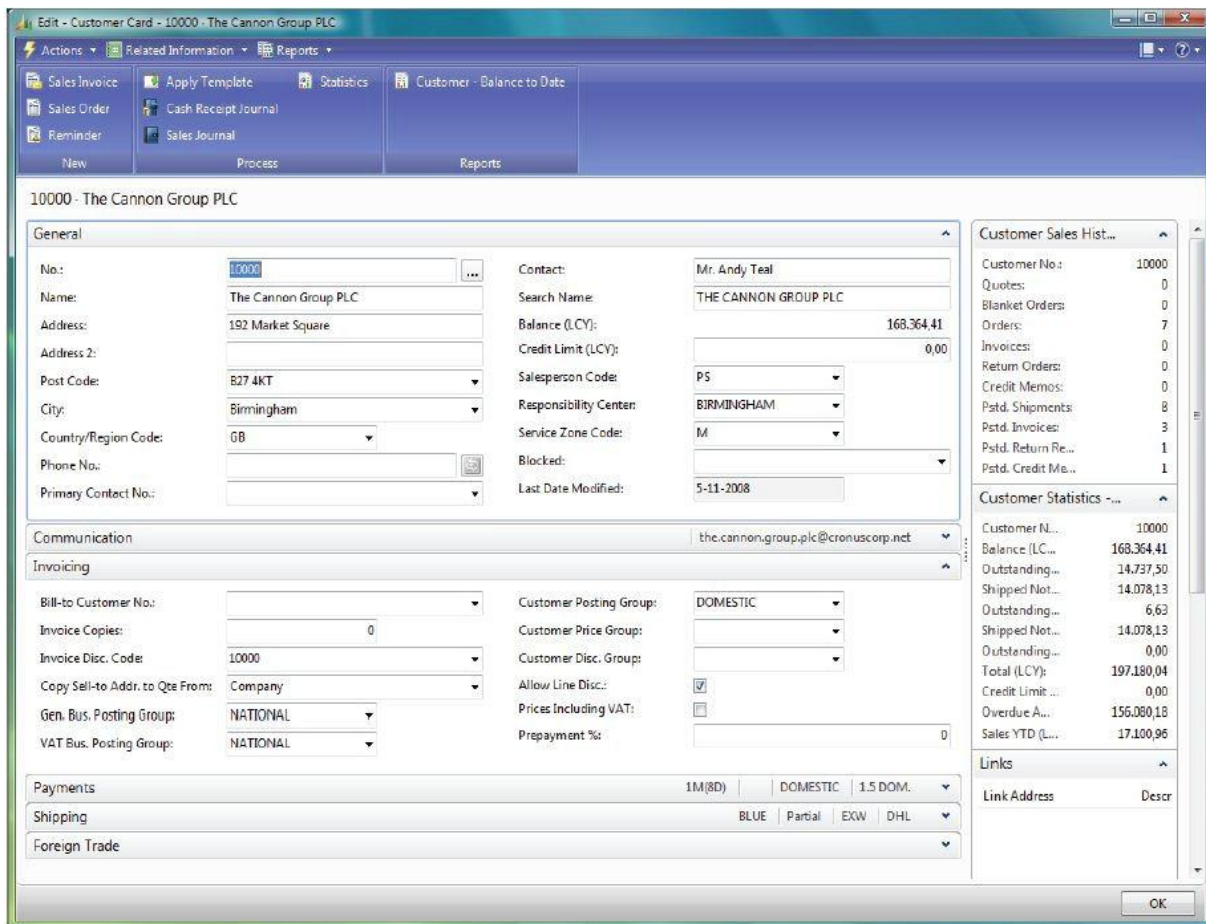 Edit - Customer Card - 10000 - The Cannon Group PLC
Actions Related Information Reports
Sales Invoice Apply Template Statistics Customer - Balance to Date
Sales Order Cash Receipt Journal
Reminder Sales Journal
New Process Reports
10000 - The Cannon Group PLC
General
No.: 10000 ...
Name: The Cannon Group PLC
Address: 192 Market Square
Address 2:
Post Code: B27 4KT
City: Birmingham
Country/Region Code: GB
Phone No.:
Primary Contact No.:
Contact: Mr. Andy Teal
Search Name: THE CANNON GROUP PLC
Balance (LCY): 168.364,41
Credit Limit (LCY): 0,00
Salesperson Code: PS
Responsibility Center: BIRMINGHAM
Service Zone Code: M
Blocked:
Last Date Modified: 5-11-2008
Communication the.cannon.group.plc@cronuscorp.net
Invoicing
Bill-to Customer No.:
Invoice Copies: 0
Invoice Disc. Code: 10000
Copy Sell-to Addr. to Qte From: Company
Gen. Bus. Posting Group: NATIONAL
VAT Bus. Posting Group: NATIONAL
Customer Posting Group: DOMESTIC
Customer Price Group:
Customer Disc. Group:
Allow Line Disc.:
Prices Including VAT:
Prepayment %: 0
Payments 1M(8D) DOMESTIC 1.5 DOM.
Shipping BLUE Partial EXW DHL
Foreign Trade
Customer Sales Hist...
Customer No.: 10000
Quotes: 0
Blanket Orders: 0
Orders: 7
Invoices: 0
Return Orders: 0
Credit Memos: 0
Pstd. Shipments: 8
Pstd. Invoices: 3
Pstd. Return Re... 1
Pstd. Credit Me... 1
Customer Statistics -...
Customer N... 10000
Balance (LC... 168.364,41
Outstanding... 14.737,50
Shipped Not... 14.078,13
Outstanding... 6,63
Shipped Not... 14.078,13
Outstanding... 0,00
Total (LCY): 197.180,04
Credit Limit ... 0,00
Overdue A... 156.080,18
Sales YTD (L... 17.100,96
Links
Link Address Descr
OK